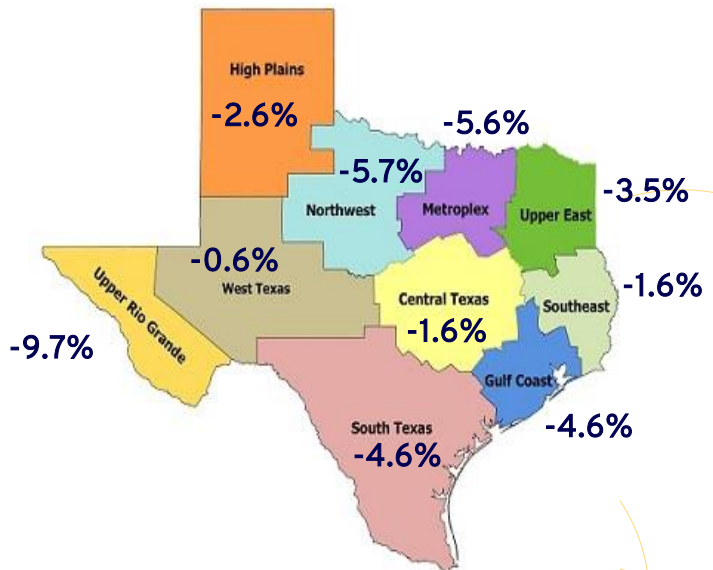 High Plains
-2.6%
-5.6%
-5.7%
Northwest
Metroplex
Upper East
-3.5%
-0.6%
West Texas
Upper Rio Grande
-9.7%
Central Texas
-1.6%
Southeast
-1.6%
Gulf Coast
-4.6%
South Texas
-4.6%